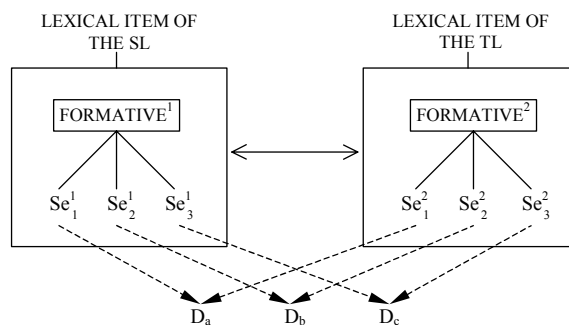 LEXICAL ITEM OF
THE SL
LEXICAL ITEM OF
THE TL
FORMATIVE¹
FORMATIVE²
Se¹₁ Se¹₂ Se¹₃
Se²₁ Se²₂ Se²₃
Dₐ D_b D_c